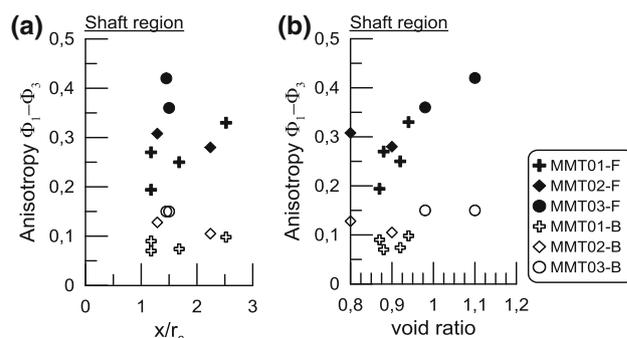 Shaft region
(a)
Anisotropy Φ1−Φ3
0,5
0,4
0,3
0,2
0,1
0
0 1 2 3
x/rc
Shaft region
(b)
Anisotropy Φ1−Φ3
0,5
0,4
0,3
0,2
0,1
0
0,8 0,9 1 1,1 1,2
void ratio
MMT01-F
MMT02-F
MMT03-F
MMT01-B
MMT02-B
MMT03-B